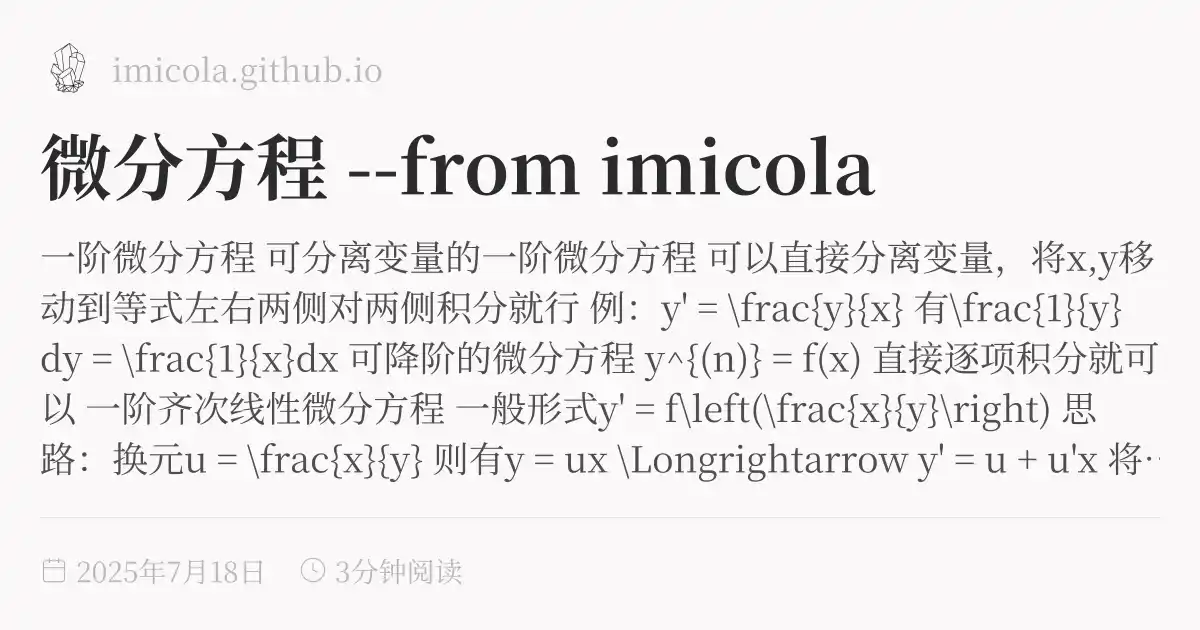 imicola.github.io
微分方程 --from imicola
一阶微分方程 可分离变量的一阶微分方程 可以直接分离变量，将x,y移
动到等式左右两侧对两侧积分就行 例：y' = \frac{y}{x} 有\frac{1}{y}
dy = \frac{1}{x}dx 可降阶的微分方程 y^{(n)} = f(x) 直接逐项积分就可
以 一阶齐次线性微分方程 一般形式y' = f\left(\frac{x}{y}\right) 思
路：换元u = \frac{x}{y} 则有y = ux \Longrightarrow y' = u + u'x 将…
2025年7月18日 3分钟阅读